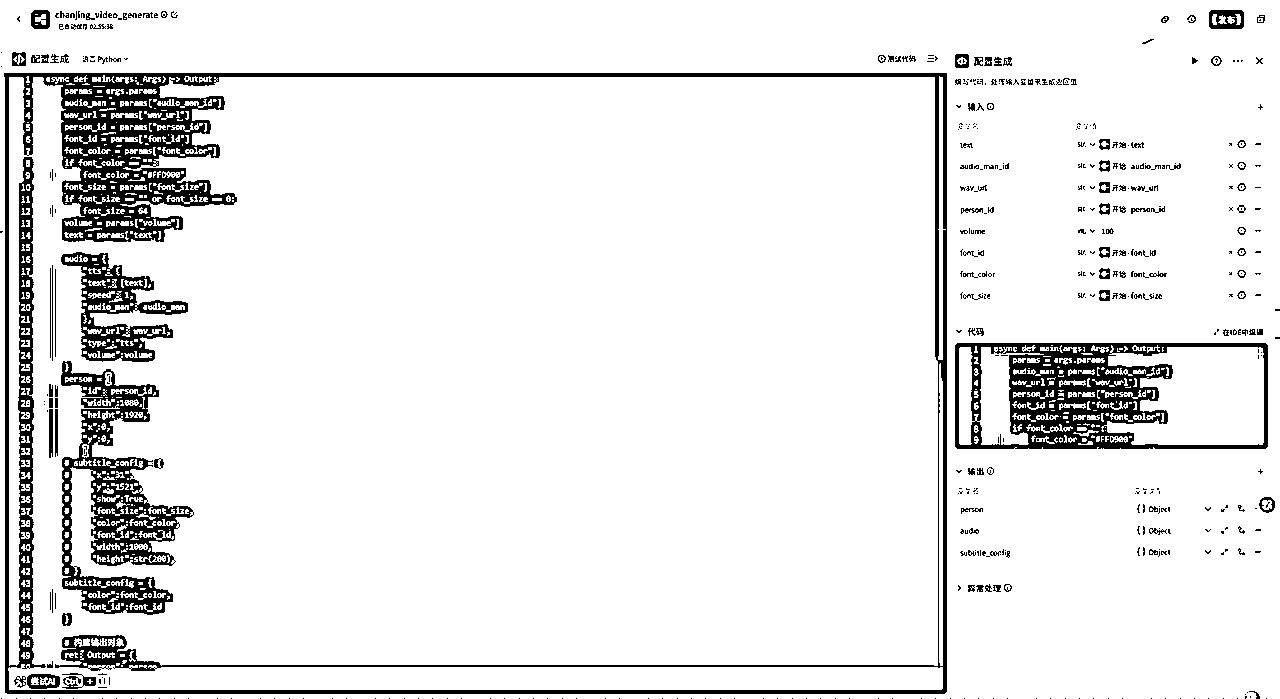 chanjing_video_generate
已自动保存 02:55:38
【发布】
配置生成
语言 Python
测试代码
1 async def main(args: Args) -> Output:
2 params = args.params
3 audio_man = params["audio_man_id"]
4 wav_url = params["wav_url"]
5 person_id = params["person_id"]
6 font_id = params["font_id"]
7 font_color = params["font_color"]
8 if font_color == "":
9 font_color = "#FFD900"
10 font_size = params["font_size"]
11 if font_size == "" or font_size == 0:
12 font_size = 64
13 volume = params["volume"]
14 text = params["text"]
15
16 audio = {
17 "tts": {
18 "text": [text],
19 "speed": 1,
20 "audio_man": audio_man
21 },
22 "wav_url": wav_url,
23 "type":"tts",
24 "volume":volume
25 }
26 person = {
27 "id": person_id,
28 "width":1080,
29 "height":1920,
30 "x":0,
31 "y":0,
32 }
33 # subtitle_config ={
34 # "x":
35 # "y":"1521",
36 # "show":True,
37 # "font_size":font_size,
38 # "color":font_color,
39 # "font_id":font_id,
40 # "width":1000,
41 # "height":str(200),
42 # }
43 subtitle_config ={
44 "color":font_color,
45 "font_id":font_id
46 }
47
48 # 构建输出对象
49 ret: Output = {
尝试AI Ctrl + I
配置生成
编写代码，处理输入变量来生成返回值
输入
变量名 变量值
text 开始-text
audio_man_id 开始-audio_man_id
wav_url 开始-wav_url
person_id 开始-person_id
volume 100
font_id 开始-font_id
font_color 开始-font_color
font_size 开始-font_size
代码
在IDE中编辑
1 async def main(args: Args) -> Output:
2 params = args.params
3 audio_man = params["audio_man_id"]
4 wav_url = params["wav_url"]
5 person_id = params["person_id"]
6 font_id = params["font_id"]
7 font_color = params["font_color"]
8 if font_color == "":
9 font_color = "#FFD900"
输出
变量名 变量类型
person {} Object
audio {} Object
subtitle_config {} Object
异常处理